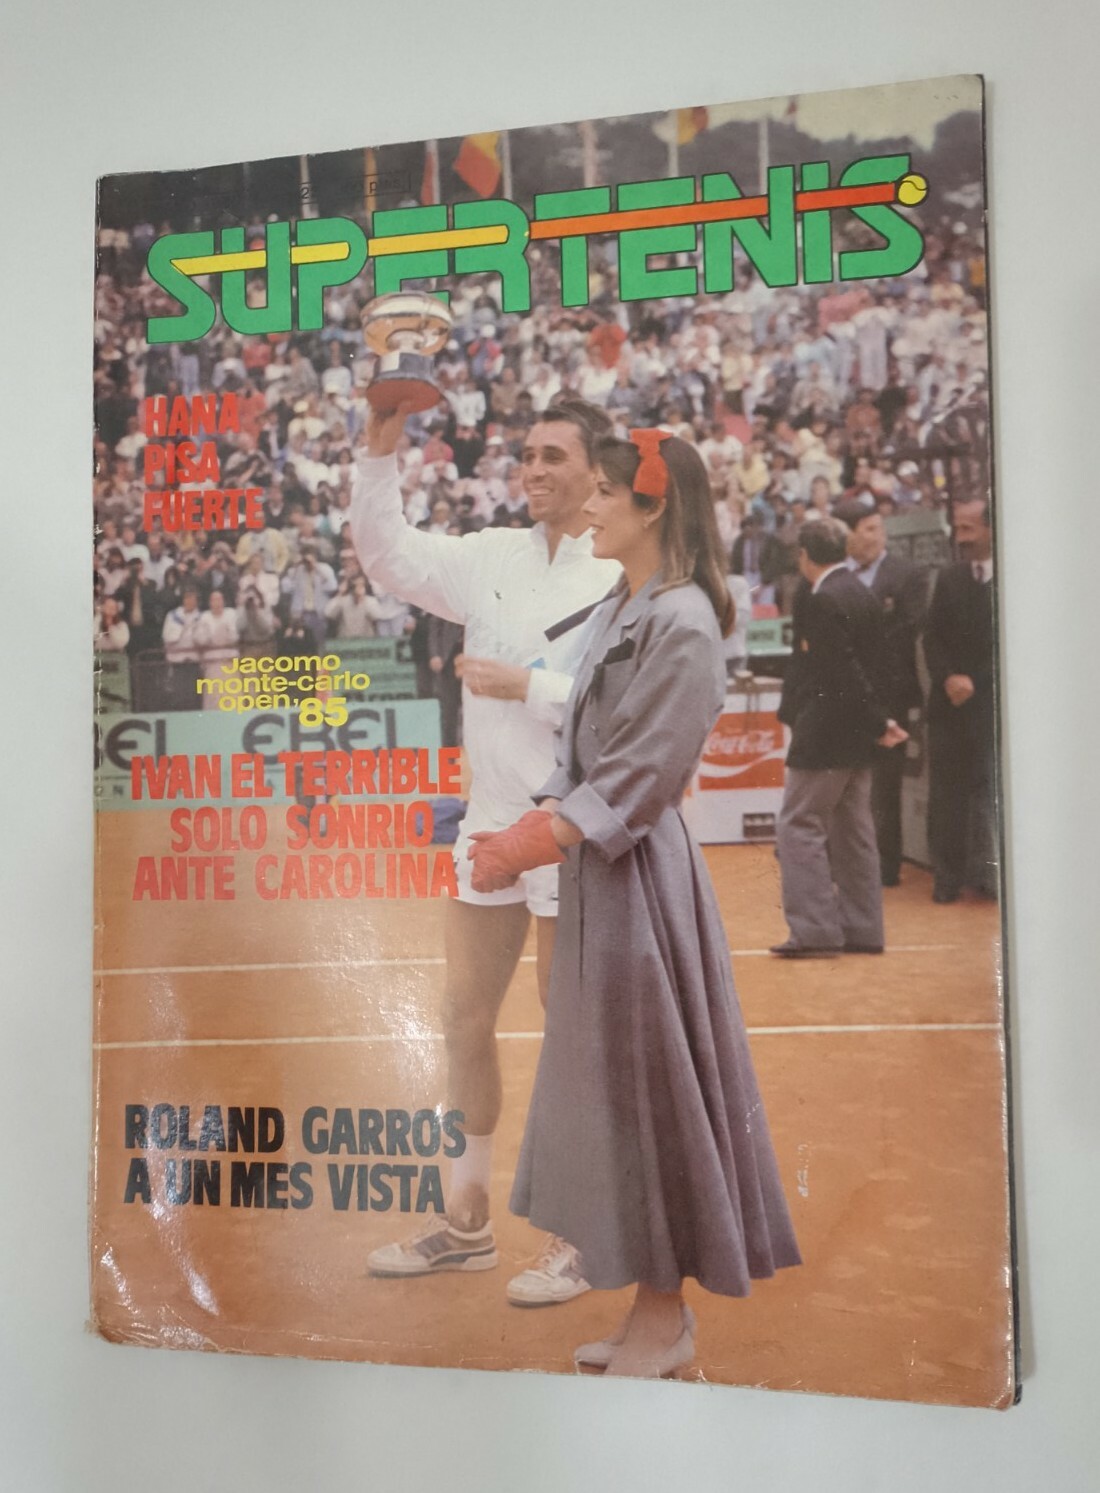 SUPERTENIS
HANA
PISA
FUERTE
Jacomo
monte-carlo
open, 85
EBEL
IVAN EL TERRIBLE
SOLO SONRIO
ANTE CAROLINA
Coca-Cola
ROLAND GARROS
A UN MES VISTA